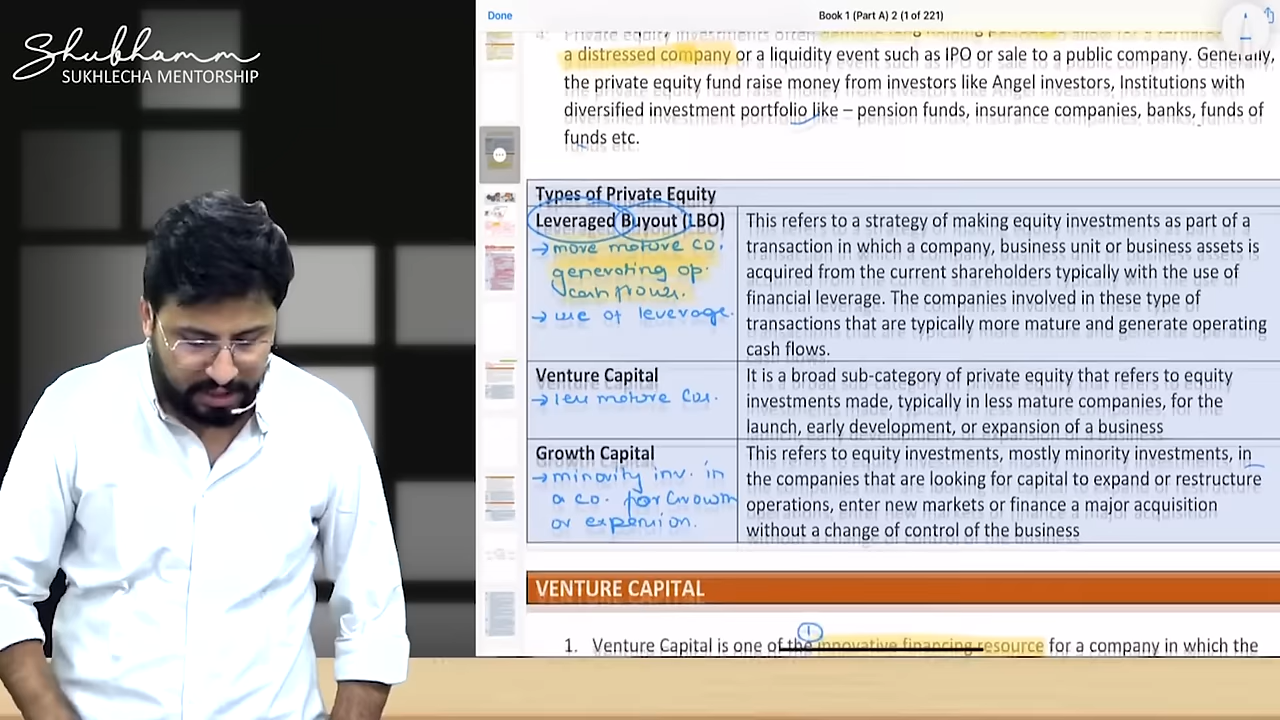 Shubhamm
SUKHLECHA MENTORSHIP
Done
Book 1 (Part A) 2 (1 of 221)
4. Private equity investments often
a distressed company or a liquidity event such as IPO or sale to a public company. Generally,
the private equity fund raise money from investors like Angel investors, Institutions with
diversified investment portfolio like – pension funds, insurance companies, banks, funds of
funds etc.
Types of Private Equity
Leveraged Buyout (LBO)
→ more mature co.
generating op.
cash flows.
→ use of leverage.
This refers to a strategy of making equity investments as part of a
transaction in which a company, business unit or business assets is
acquired from the current shareholders typically with the use of
financial leverage. The companies involved in these type of
transactions that are typically more mature and generate operating
cash flows.
Venture Capital
→ less mature cos.
It is a broad sub-category of private equity that refers to equity
investments made, typically in less mature companies, for the
launch, early development, or expansion of a business
Growth Capital
→ minority inv. in
a co. for Growth
or expansion.
This refers to equity investments, mostly minority investments, in
the companies that are looking for capital to expand or restructure
operations, enter new markets or finance a major acquisition
without a change of control of the business
VENTURE CAPITAL
①
1. Venture Capital is one of the innovative financing resource for a company in which the